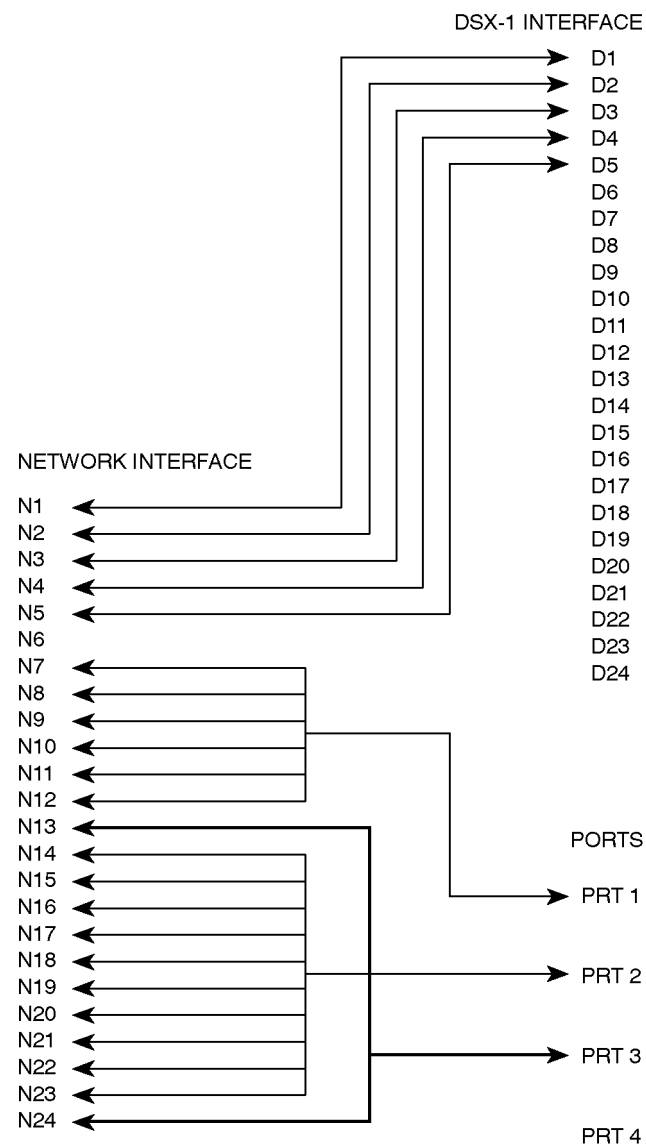 DSX-1 INTERFACE
D1
D2
D3
D4
D5
D6
D7
D8
D9
D10
D11
D12
D13
D14
D15
D16
D17
D18
D19
D20
D21
D22
D23
D24
NETWORK INTERFACE
N1
N2
N3
N4
N5
N6
N7
N8
N9
N10
N11
N12
N13
N14
N15
N16
N17
N18
N19
N20
N21
N22
N23
N24
PORTS
PRT 1
PRT 2
PRT 3
PRT 4